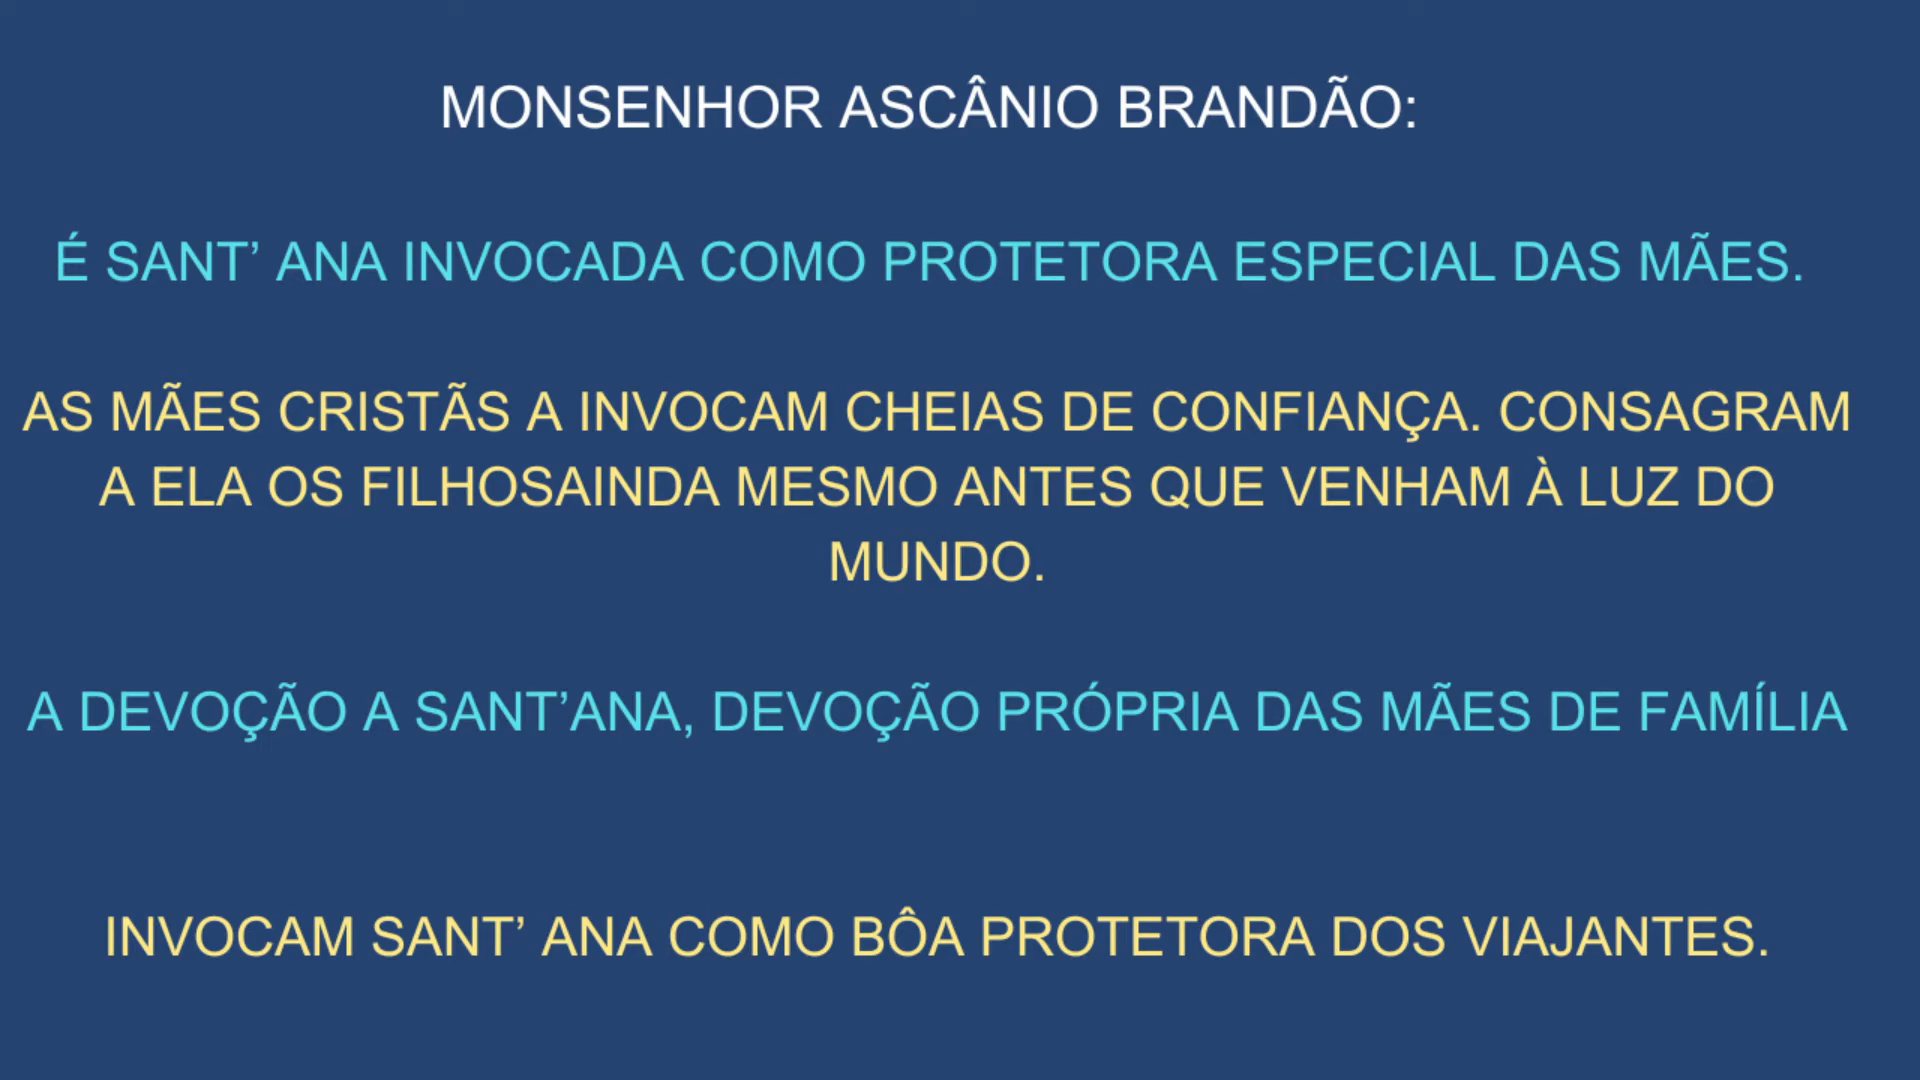 MONSENHOR ASCÂNIO BRANDÃO:
É SANT’ ANA INVOCADA COMO PROTETORA ESPECIAL DAS MÃES.
AS MÃES CRISTÃS A INVOCAM CHEIAS DE CONFIANÇA. CONSAGRAM
A ELA OS FILHOSAINDA MESMO ANTES QUE VENHAM À LUZ DO
MUNDO.
A DEVOÇÃO A SANT’ANA, DEVOÇÃO PRÓPRIA DAS MÃES DE FAMÍLIA
INVOCAM SANT’ ANA COMO BÔA PROTETORA DOS VIAJANTES.